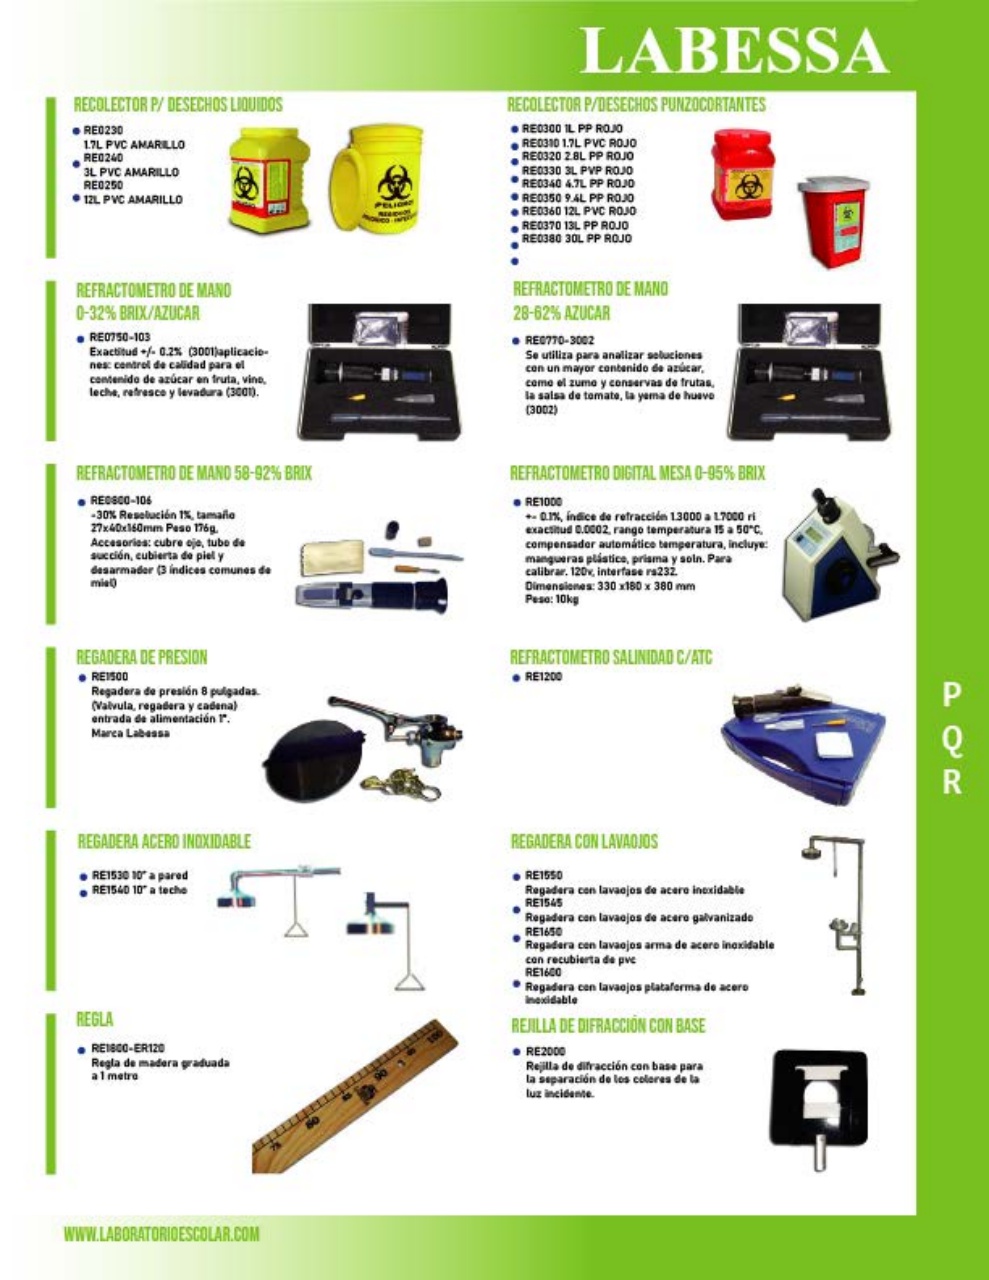 LABESSA
RECOLECTOR P/ DESECHOS LIQUIDOS
RE0230
1.7L PVC AMARILLO
RE0240
3L PVC AMARILLO
RE0250
12L PVC AMARILLO
PELIGRO
RECOLECTOR P/DESECHOS PUNZOCORTANTES
RE0300 1L PP ROJO
RE0310 1.7L PVC ROJO
RE0320 2.8L PP ROJO
RE0330 3L PVP ROJO
RE0340 4.7L PP ROJO
RE0350 9.4L PP ROJO
RE0360 12L PVC ROJO
RE0370 13L PP ROJO
RE0380 30L PP ROJO
REFRACTOMETRO DE MANO
0-32% BRIX/AZUCAR
RE0750-103
Exactitud +/- 0.2% (3001)aplicacio-
nes: control de calidad para el
contenido de azúcar en fruta, vino,
leche, refresco y levadura (3001).
REFRACTOMETRO DE MANO
28-62% AZUCAR
RE0770-3002
Se utiliza para analizar soluciones
con un mayor contenido de azúcar,
como el zumo y conservas de frutas,
la salsa de tomate, la yema de huevo
(3002)
REFRACTOMETRO DE MANO 58-92% BRIX
RE0800-106
-30% Resolución 1%, tamaño
27x40x160mm Peso 176g,
Accesorios: cubre ojo, tubo de
succión, cubierta de piel y
desarmador (3 índices comunes de
miel)
REFRACTOMETRO DIGITAL MESA 0-95% BRIX
RE1000
+- 0.1%, índice de refracción 1.3000 a 1.7000 ri
exactitud 0.0002, rango temperatura 15 a 50°C,
compensador automático temperatura, incluye:
mangueras plástico, prisma y soln. Para
calibrar. 120v, interfase rs232.
Dimensiones: 330 x180 x 380 mm
Peso: 10kg
REGADERA DE PRESION
RE1500
Regadera de presión 8 pulgadas.
(Valvula, regadera y cadena)
entrada de alimentación 1".
Marca Labessa
REFRACTOMETRO SALINIDAD C/ATC
RE1200
P
Q
R
REGADERA ACERO INOXIDABLE
RE1530 10" a pared
RE1540 10" a techo
REGADERA CON LAVAOJOS
RE1550
Regadera con lavaojos de acero inoxidable
RE1545
Regadera con lavaojos de acero galvanizado
RE1650
Regadera con lavaojos arma de acero inoxidable
con recubierta de pvc
RE1600
Regadera con lavaojos plataforma de acero
inoxidable
REGLA
RE1800-ER120
Regla de madera graduada
a 1 metro
REJILLA DE DIFRACCIÓN CON BASE
RE2000
Rejilla de difracción con base para
la separación de los colores de la
luz incidente.
WWW.LABORATORIOESCOLAR.COM